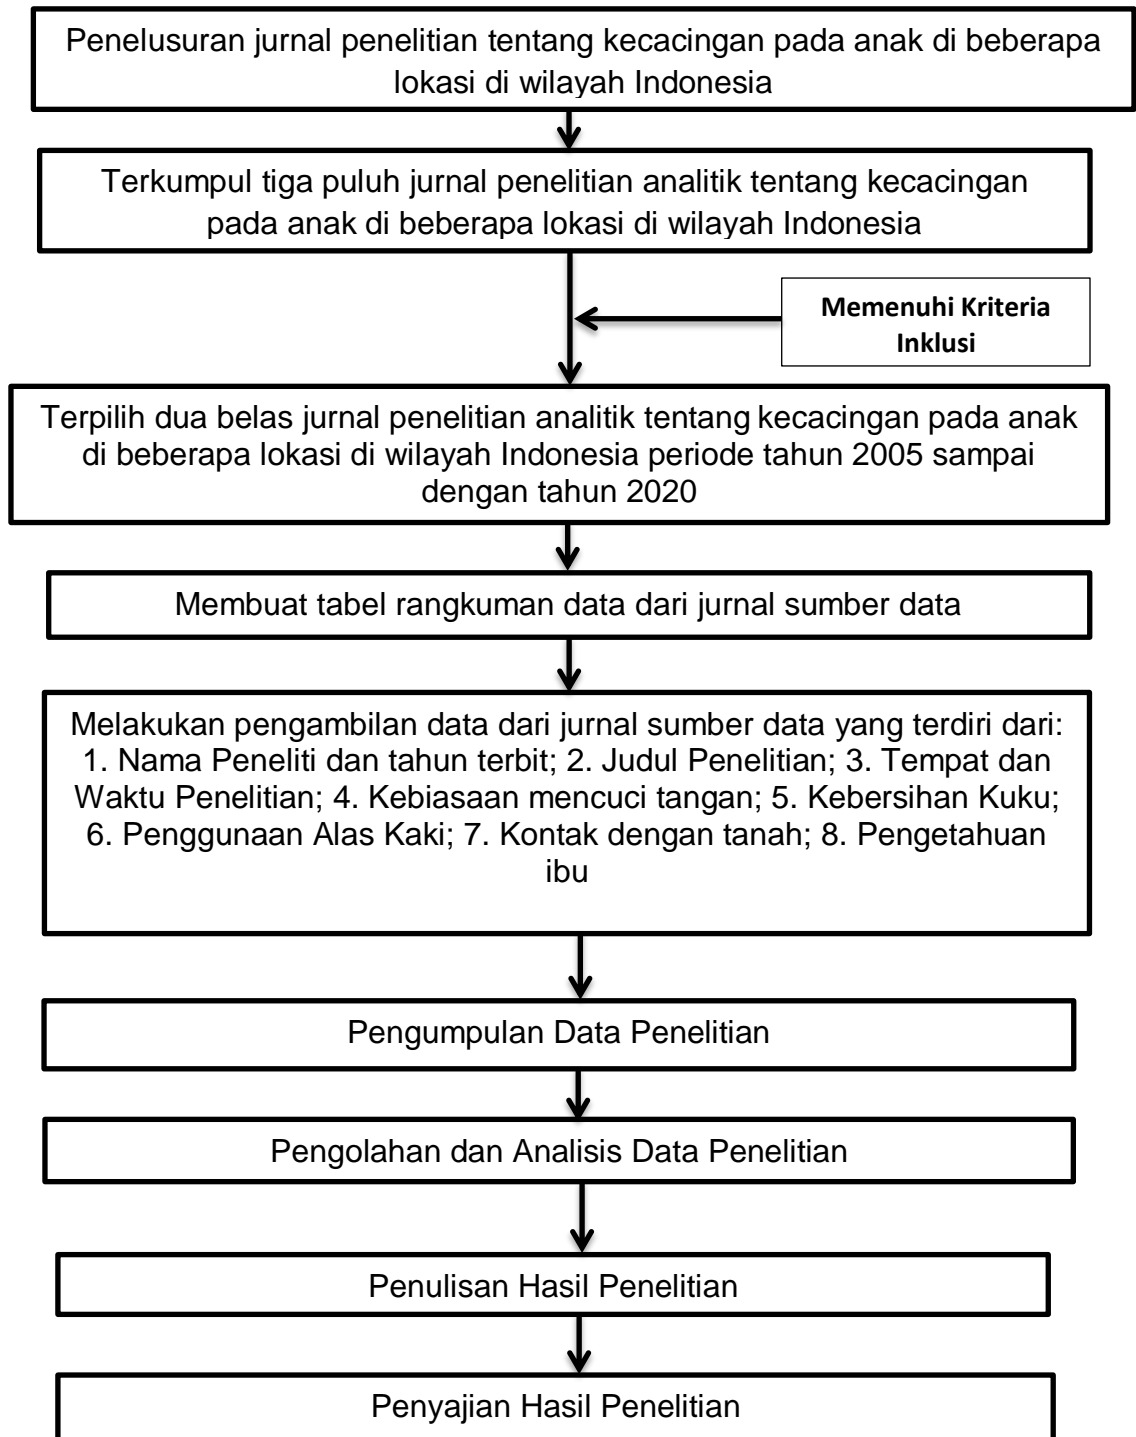 Penelusuran jurnal penelitian tentang kecacingan pada anak di beberapa
lokasi di wilayah Indonesia
Terkumpul tiga puluh jurnal penelitian analitik tentang kecacingan
pada anak di beberapa lokasi di wilayah Indonesia
Memenuhi Kriteria
Inklusi
Terpilih dua belas jurnal penelitian analitik tentang kecacingan pada anak
di beberapa lokasi di wilayah Indonesia periode tahun 2005 sampai
dengan tahun 2020
Membuat tabel rangkuman data dari jurnal sumber data
Melakukan pengambilan data dari jurnal sumber data yang terdiri dari:
1. Nama Peneliti dan tahun terbit; 2. Judul Penelitian; 3. Tempat dan
Waktu Penelitian; 4. Kebiasaan mencuci tangan; 5. Kebersihan Kuku;
6. Penggunaan Alas Kaki; 7. Kontak dengan tanah; 8. Pengetahuan
ibu
Pengumpulan Data Penelitian
Pengolahan dan Analisis Data Penelitian
Penulisan Hasil Penelitian
Penyajian Hasil Penelitian